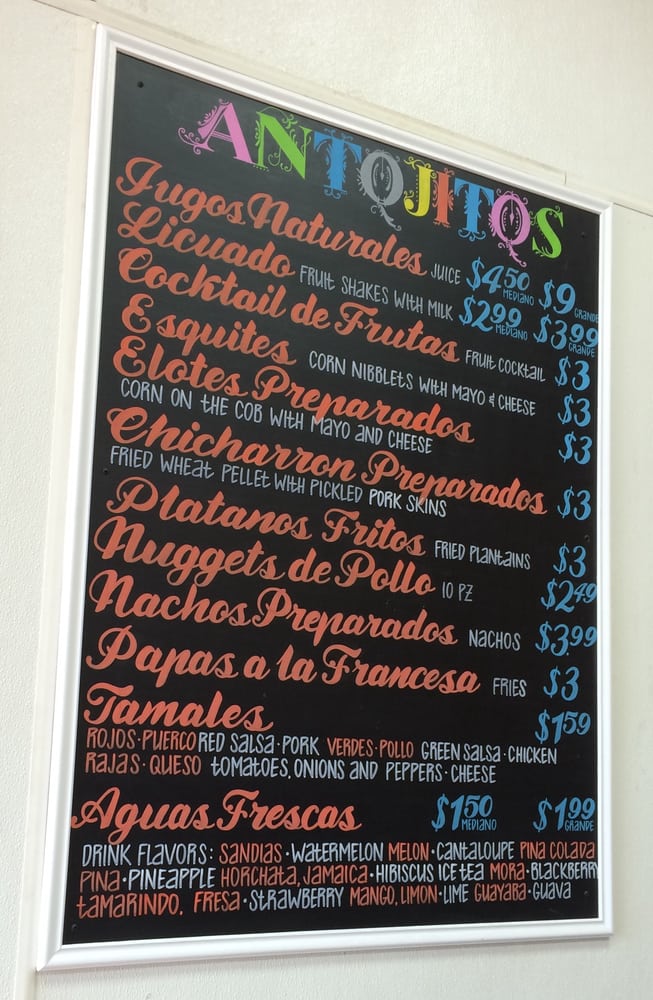 ANTOJITOS
Jugos Naturales JUICE $4.50 MEDIANO $9 GRANDE
Licuado FRUIT SHAKES WITH MILK $2.99 MEDIANO $3.99 GRANDE
Cocktail de Frutas FRUIT COCKTAIL $3
Esquites CORN NIBBLETS WITH MAYO & CHEESE $3
Elotes Preparados $3
CORN ON THE COB WITH MAYO AND CHEESE
Chicharron Preparados $3
FRIED WHEAT PELLET WITH PICKLED PORK SKINS
Platanos Fritos FRIED PLANTAINS $3
Nuggets de Pollo 10 PZ $2.49
Nachos Preparados NACHOS $3.99
Papas a la Francesa FRIES $3
Tamales $1.59
ROJOS·PUERCO RED SALSA·PORK VERDES·POLLO GREEN SALSA·CHICKEN
RAJAS·QUESO TOMATOES, ONIONS AND PEPPERS·CHEESE
Aguas Frescas $1.50 MEDIANO $1.99 GRANDE
DRINK FLAVORS: SANDIAS·WATERMELON MELON·CANTALOUPE PINA COLADA
PINA·PINEAPPLE HORCHATA, JAMAICA·HIBISCUS ICE TEA MORA·BLACKBERRY
TAMARINDO, FRESA·STRAWBERRY MANGO, LIMON·LIME GUAYABA·GUAVA